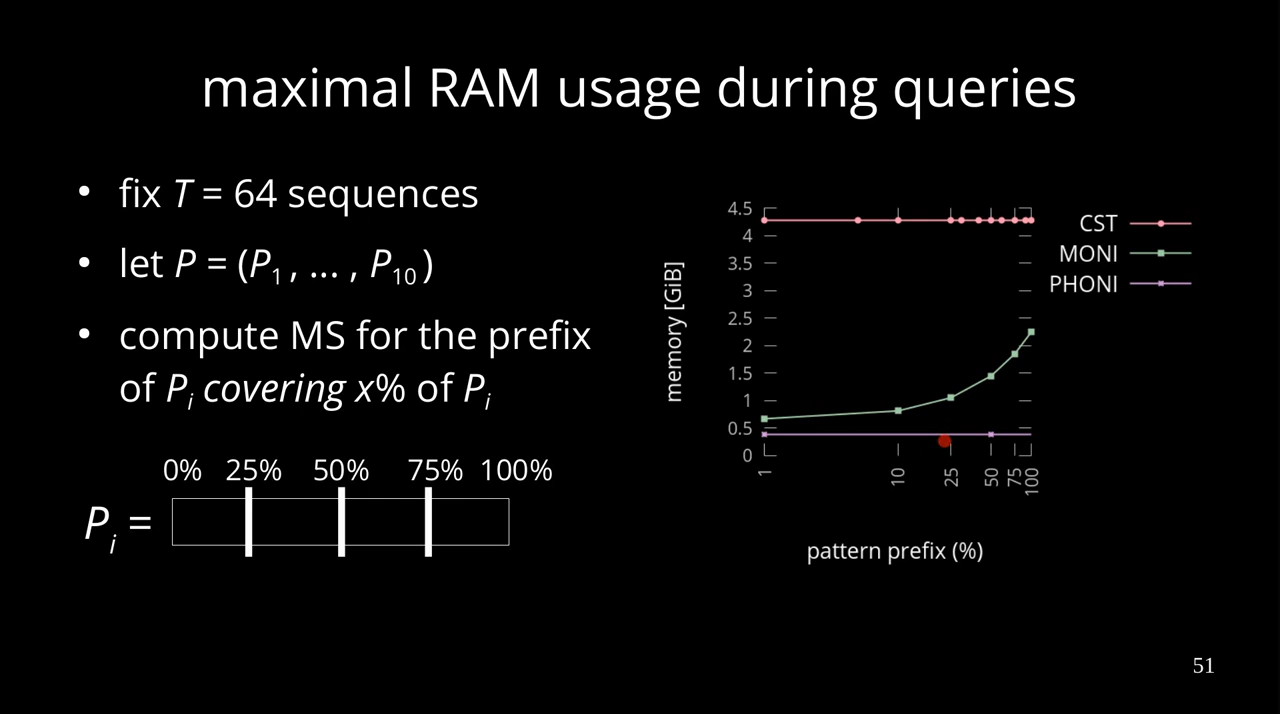 maximal RAM usage during queries
• fix T = 64 sequences
• let P = (P1 , ... , P10 )
• compute MS for the prefix
of Pi covering x% of Pi
0% 25% 50% 75% 100%
Pi =
4.5
4
3.5
3
2.5
2
1.5
1
0.5
0
memory [GiB]
1 10 25 50 75 100
pattern prefix (%)
CST
MONI
PHONI
51